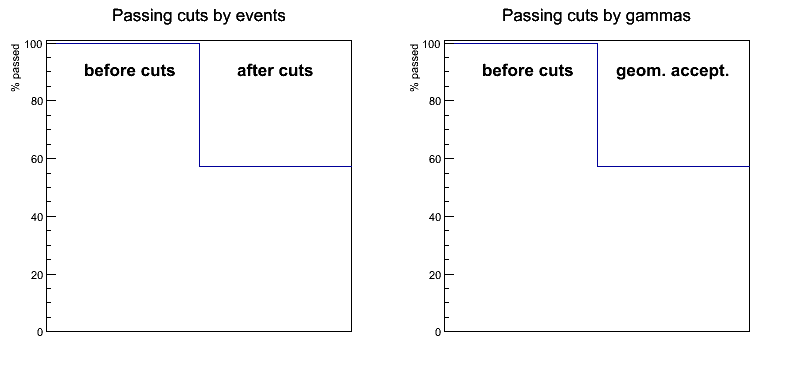 Passing cuts by events
% passed
100
80
60
40
20
0
before cuts
after cuts
Passing cuts by gammas
% passed
100
80
60
40
20
0
before cuts
geom. accept.